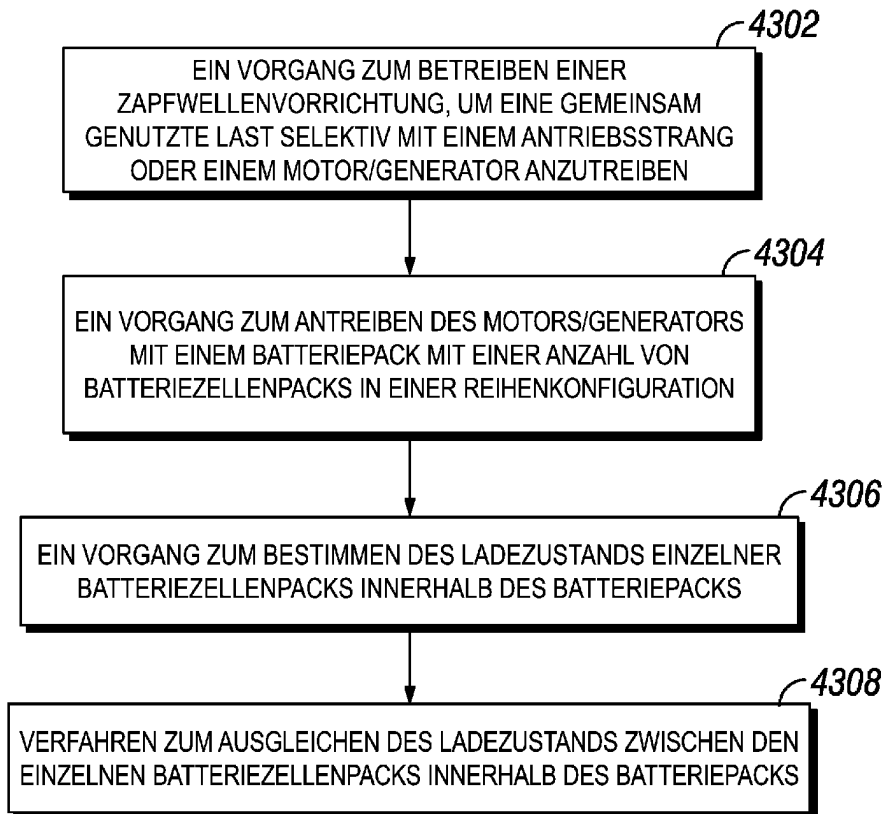 4302
EIN VORGANG ZUM BETREIBEN EINER
ZAPFWELLENVORRICHTUNG, UM EINE GEMEINSAM
GENUTZTE LAST SELEKTIV MIT EINEM ANTRIEBSSTRANG
ODER EINEM MOTOR/GENERATOR ANZUTREIBEN
4304
EIN VORGANG ZUM ANTREIBEN DES MOTORS/GENERATORS
MIT EINEM BATTERIEPACK MIT EINER ANZAHL VON
BATTERIEZELLENPACKS IN EINER REIHENKONFIGURATION
4306
EIN VORGANG ZUM BESTIMMEN DES LADEZUSTANDS EINZELNER
BATTERIEZELLENPACKS INNERHALB DES BATTERIEPACKS
4308
VERFAHREN ZUM AUSGLEICHEN DES LADEZUSTANDS ZWISCHEN DEN
EINZELNEN BATTERIEZELLENPACKS INNERHALB DES BATTERIEPACKS